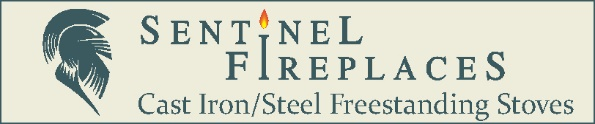 SENTINEL
FIREPLACES
Cast Iron/Steel Freestanding Stoves